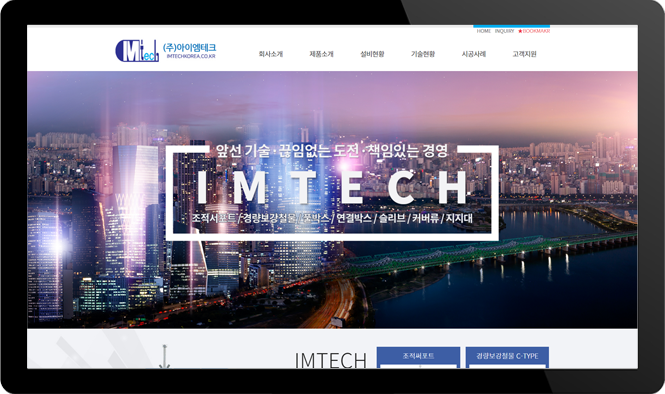 HOME INQUIRY ★BOOKMAKR
IMtech (주)아이엠테크
IMTECHKOREA.CO.KR
회사소개 제품소개 설비현황 기술현황 시공사례 고객지원
앞선 기술·끊임없는 도전·책임있는 경영
IMTECH
조적서포트 / 경량보강철물 / 풋박스 / 연결박스 / 슬리브 / 커버류 / 지지대
IMTECH 조적써포트 경량보강철물 C-TYPE